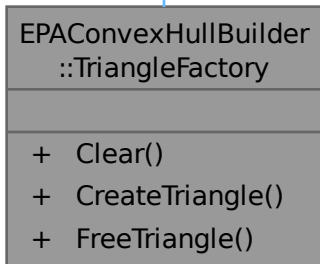 EPAConvexHullBuilder
::TriangleFactory
+ Clear()
+ CreateTriangle()
+ FreeTriangle()